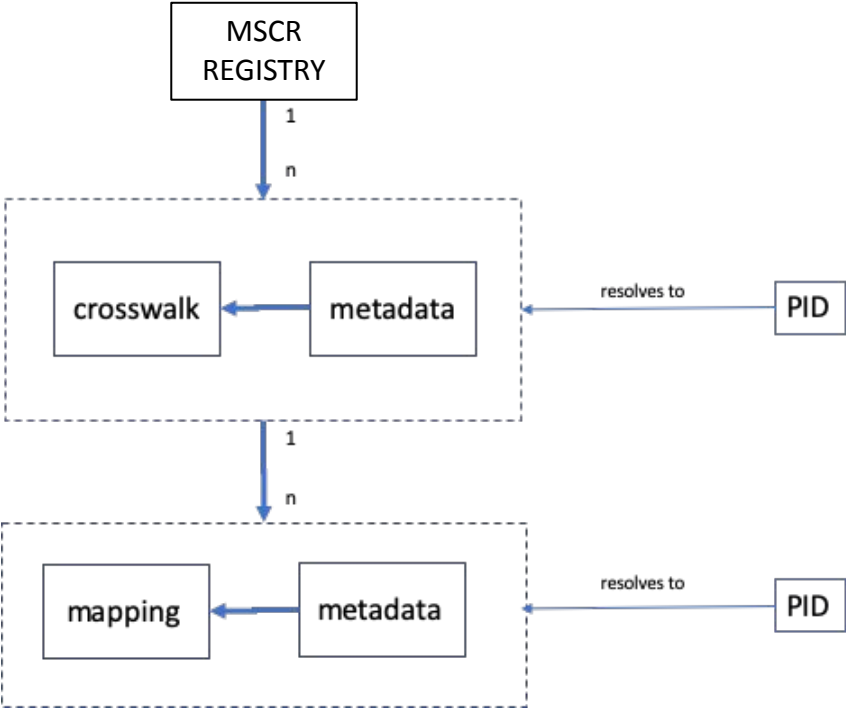 MSCR
REGISTRY
1
n
crosswalk
metadata
resolves to
PID
1
n
mapping
metadata
resolves to
PID